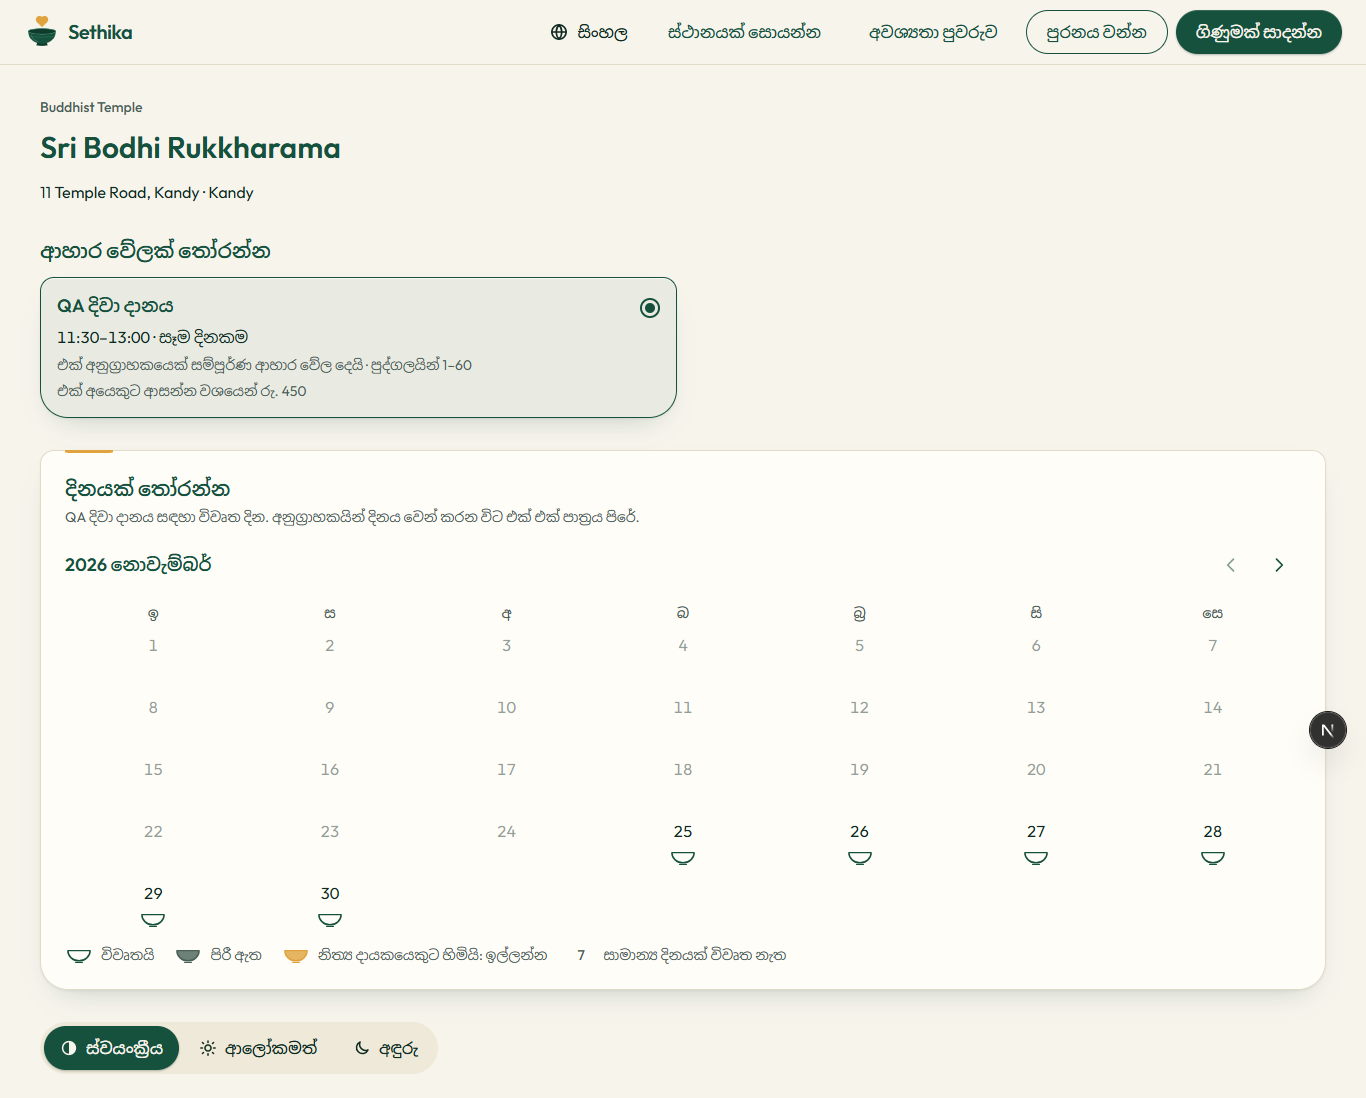 Sethika
සිංහල
ස්ථානයක් සොයන්න
අවශ්‍යතා පුවරුව
පුරනය වන්න
ගිණුමක් සාදන්න
Buddhist Temple
Sri Bodhi Rukkharama
11 Temple Road, Kandy · Kandy
ආහාර වේලක් තෝරන්න
QA දිවා දානය
11:30–13:00 · සෑම දිනකම
එක් අනුග්‍රාහකයෙක් සම්පූර්ණ ආහාර වේල දෙයි · පුද්ගලයින් 1–60
එක් අයෙකුට ආසන්න වශයෙන් රු. 450
දිනයක් තෝරන්න
QA දිවා දානය සඳහා විවෘත දින. අනුග්‍රාහකයින් දිනය වෙන් කරන විට එක් එක් පාත්‍රය පිරේ.
2026 නොවැම්බර්
ඉ ස අ බ බ්‍ර සි සෙ
1 2 3 4 5 6 7
8 9 10 11 12 13 14
15 16 17 18 19 20 21
22 23 24 25 26 27 28
29 30
විවෘතයි පිරී ඇත නිත්‍ය දායකයෙකුට හිමියි: ඉල්ලන්න 7 සාමාන්‍ය දිනයක් විවෘත නැත
N
ස්වයංක්‍රීය ආලෝකමත් අඳුරු